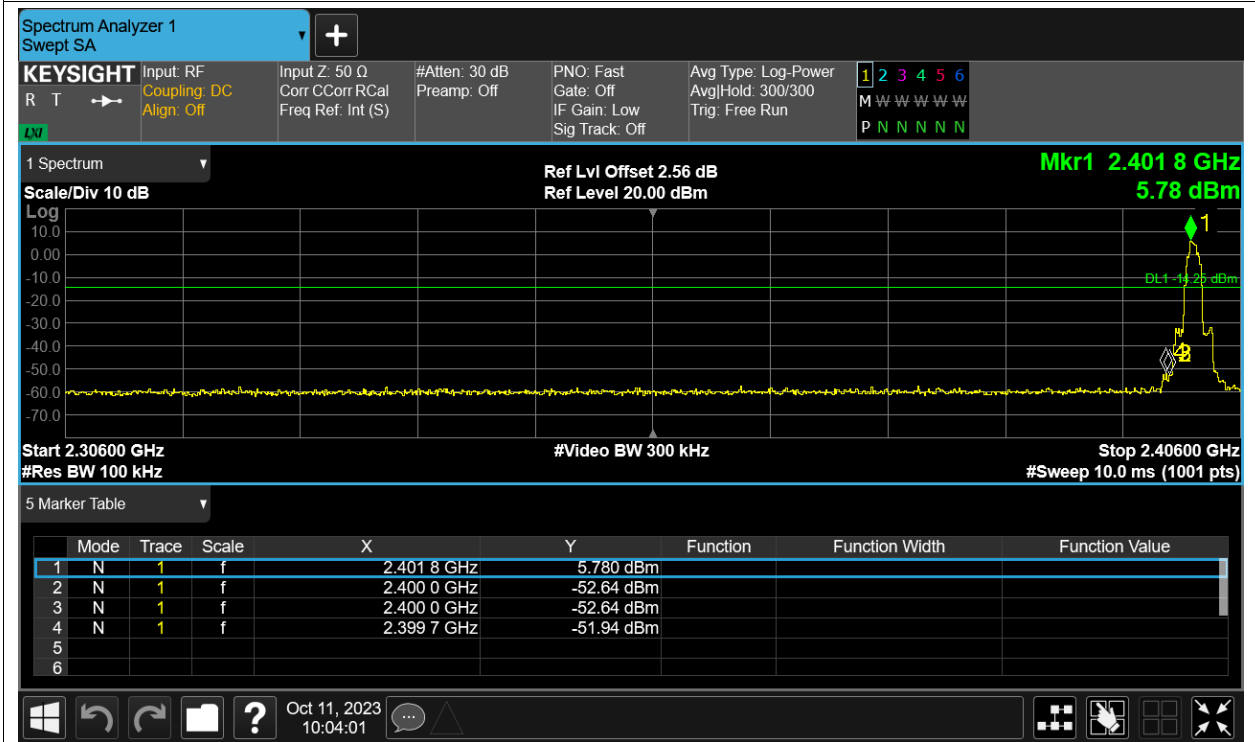 Spectrum Analyzer 1
Swept SA
+
KEYSIGHT Input: RF Input Z: 50 Ω #Atten: 30 dB PNO: Fast Avg Type: Log-Power 1 2 3 4 5 6
R T Coupling: DC Corr CCorr RCal Preamp: Off Gate: Off Avg|Hold: 300/300 M W W W W W
Align: Off Freq Ref: Int (S) IF Gain: Low Trig: Free Run
LXI Sig Track: Off P N N N N N
1 Spectrum Ref Lvl Offset 2.56 dB Mkr1 2.401 8 GHz
Scale/Div 10 dB Ref Level 20.00 dBm 5.78 dBm
Log
1
10.0
0.00
-10.0
DL1 -14.25 dBm
-20.0
-30.0
-40.0
-50.0
-60.0
-70.0
Start 2.30600 GHz #Video BW 300 kHz Stop 2.40600 GHz
#Res BW 100 kHz #Sweep 10.0 ms (1001 pts)
5 Marker Table
Mode Trace Scale X Y Function Function Width Function Value
1 N 1 f 2.401 8 GHz 5.780 dBm
2 N 1 f 2.400 0 GHz -52.64 dBm
3 N 1 f 2.400 0 GHz -52.64 dBm
4 N 1 f 2.399 7 GHz -51.94 dBm
5
6
? Oct 11, 2023
10:04:01